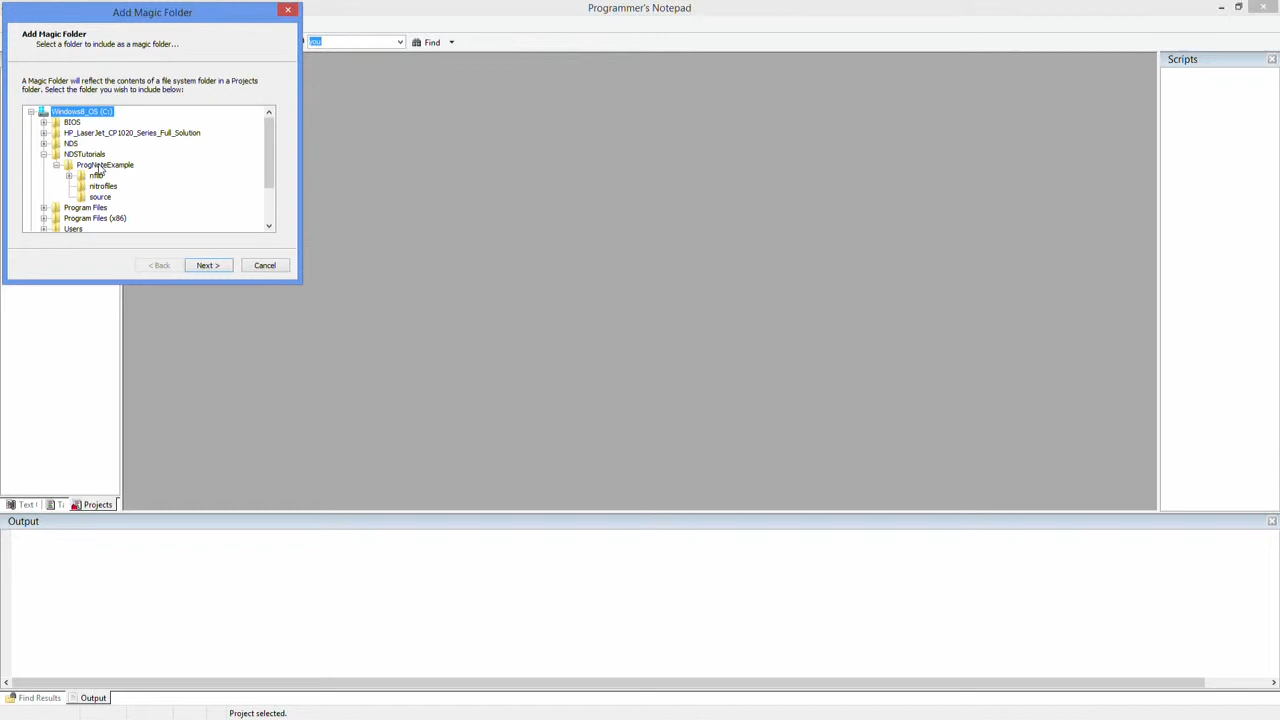 Add Magic Folder
Programmer's Notepad
Add Magic Folder
Select a folder to include as a magic folder...
you
Find
Scripts
A Magic Folder will reflect the contents of a file system folder in a Projects
folder. Select the folder you wish to include below:
Windows8_OS (C:)
BIOS
HP_LaserJet_CP1020_Series_Full_Solution
NDS
NDSTutorials
ProgNoteExample
nflib
nitrofiles
source
Program Files
Program Files (x86)
Users
< Back
Next >
Cancel
Text
Projects
Output
Find Results
Output
Project selected.